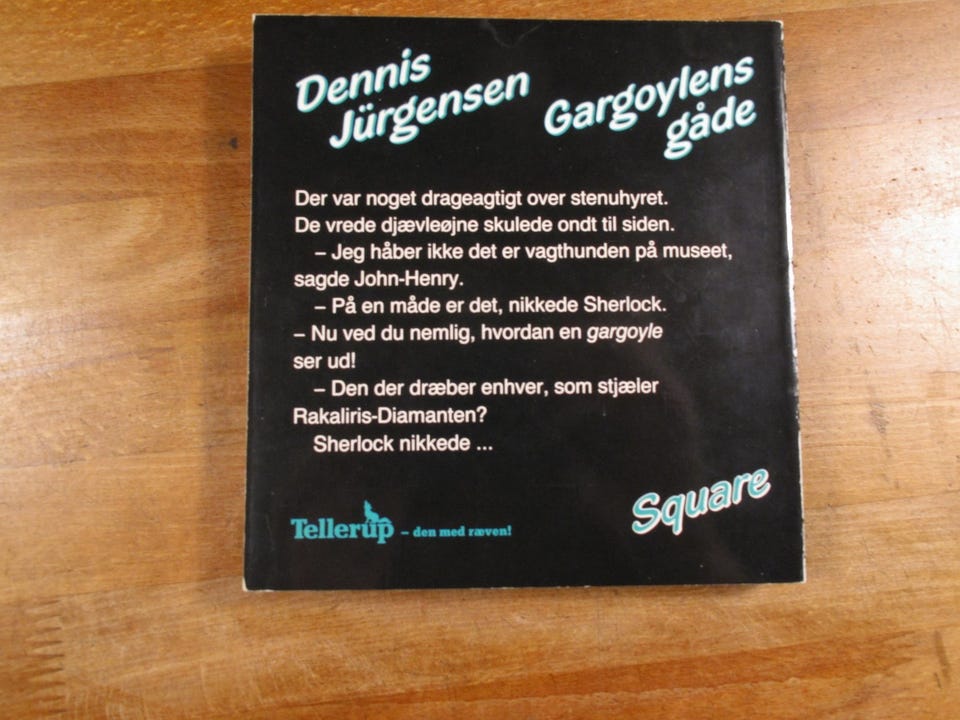 Dennis
Jürgensen
Gargoylens
gåde
Der var noget drageagtigt over stenuhyret.
De vrede djævleøjne skulede ondt til siden.
– Jeg håber ikke det er vagthunden på museet,
sagde John-Henry.
– På en måde er det, nikkede Sherlock.
– Nu ved du nemlig, hvordan en gargoyle
ser ud!
– Den der dræber enhver, som stjæler
Rakaliris-Diamanten?
Sherlock nikkede ...
Tellerup – den med ræven!
Square